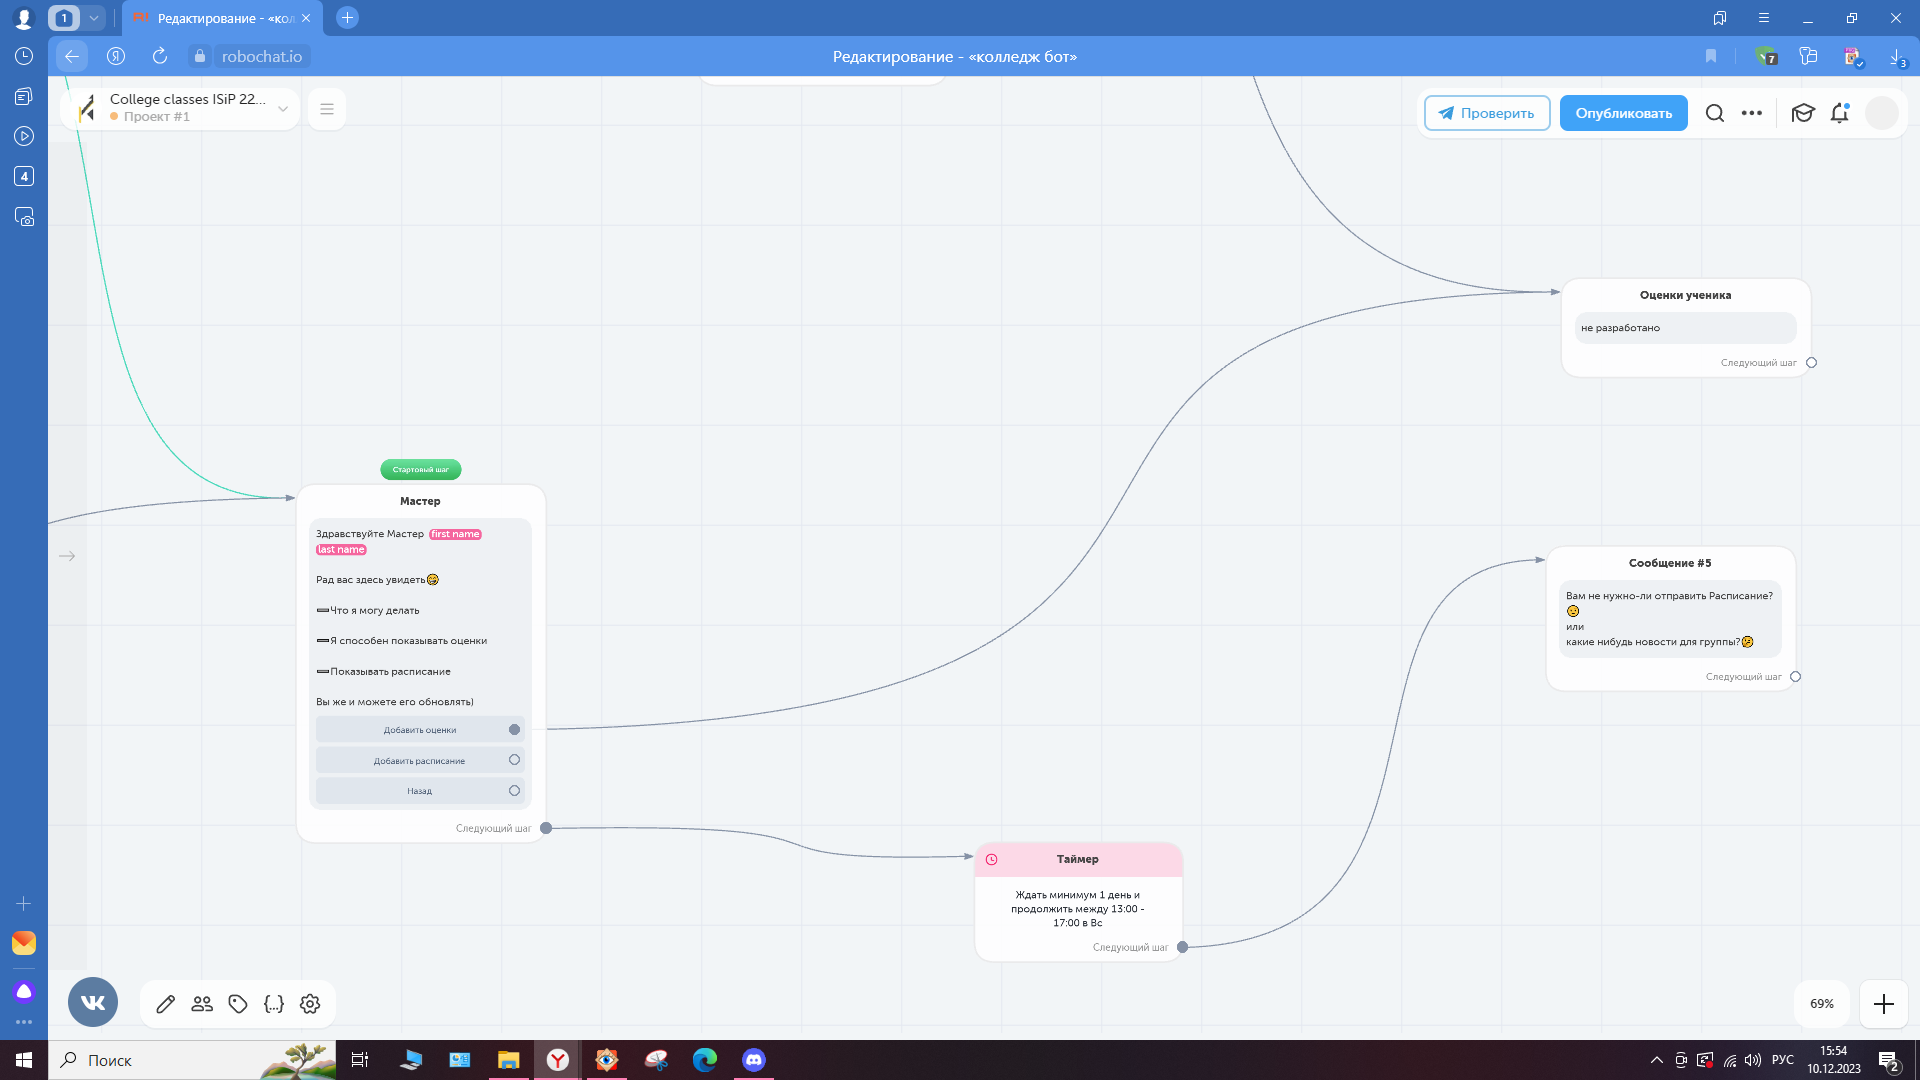 1
Редактирование - «кол
robochat.io
Редактирование - «колледж бот»
7
3
4
College classes ISiP 22...
Проект #1
Проверить
Опубликовать
Оценки ученика
не разработано
Следующий шаг
Стартовый шаг
Мастер
Здравствуйте Мастер first name
last name
Рад вас здесь увидеть😄
➖Что я могу делать
➖Я способен показывать оценки
➖Показывать расписание
Вы же и можете его обновлять)
Добавить оценки
Добавить расписание
Назад
Следующий шаг
Сообщение #5
Вам не нужно-ли отправить Расписание?
😉
или
какие нибудь новости для группы?🤔
Следующий шаг
Таймер
Ждать минимум 1 день и
продолжить между 13:00 -
17:00 в Вс
Следующий шаг
{...}
69%
Поиск
РУС
15:54
10.12.2023
2